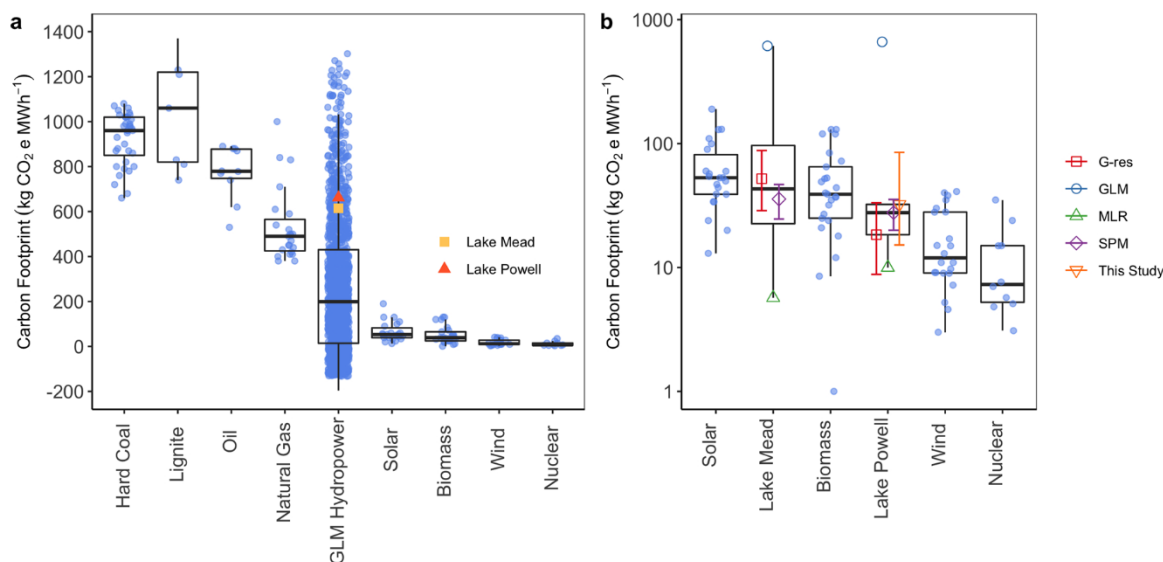 a
Carbon Footprint (kg CO₂ e MWh⁻¹)
1400
1200
1000
800
600
400
200
0
-200
Lake Mead
Lake Powell
Hard Coal
Lignite
Oil
Natural Gas
GLM Hydropower
Solar
Biomass
Wind
Nuclear
b
Carbon Footprint (kg CO₂ e MWh⁻¹)
1000
100
10
1
Solar
Lake Mead
Biomass
Lake Powell
Wind
Nuclear
G-res
GLM
MLR
SPM
This Study